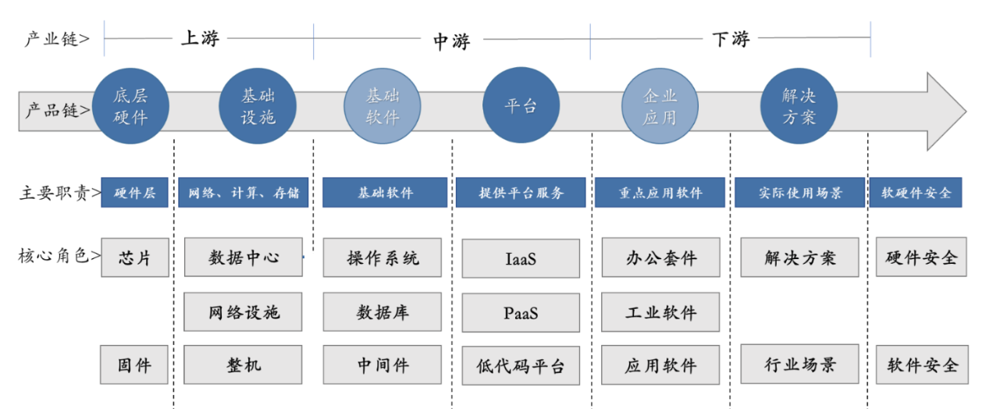 产业链> 上游 中游 下游
产品链> 底层硬件 基础设施 基础软件 平台 企业应用 解决方案
主要职责> 硬件层 网络、计算、存储 基础软件 提供平台服务 重点应用软件 实际使用场景 软硬件安全
核心角色> 芯片 数据中心 操作系统 IaaS 办公套件 解决方案 硬件安全
网络设施 数据库 PaaS 工业软件
固件 整机 中间件 低代码平台 应用软件 行业场景 软件安全